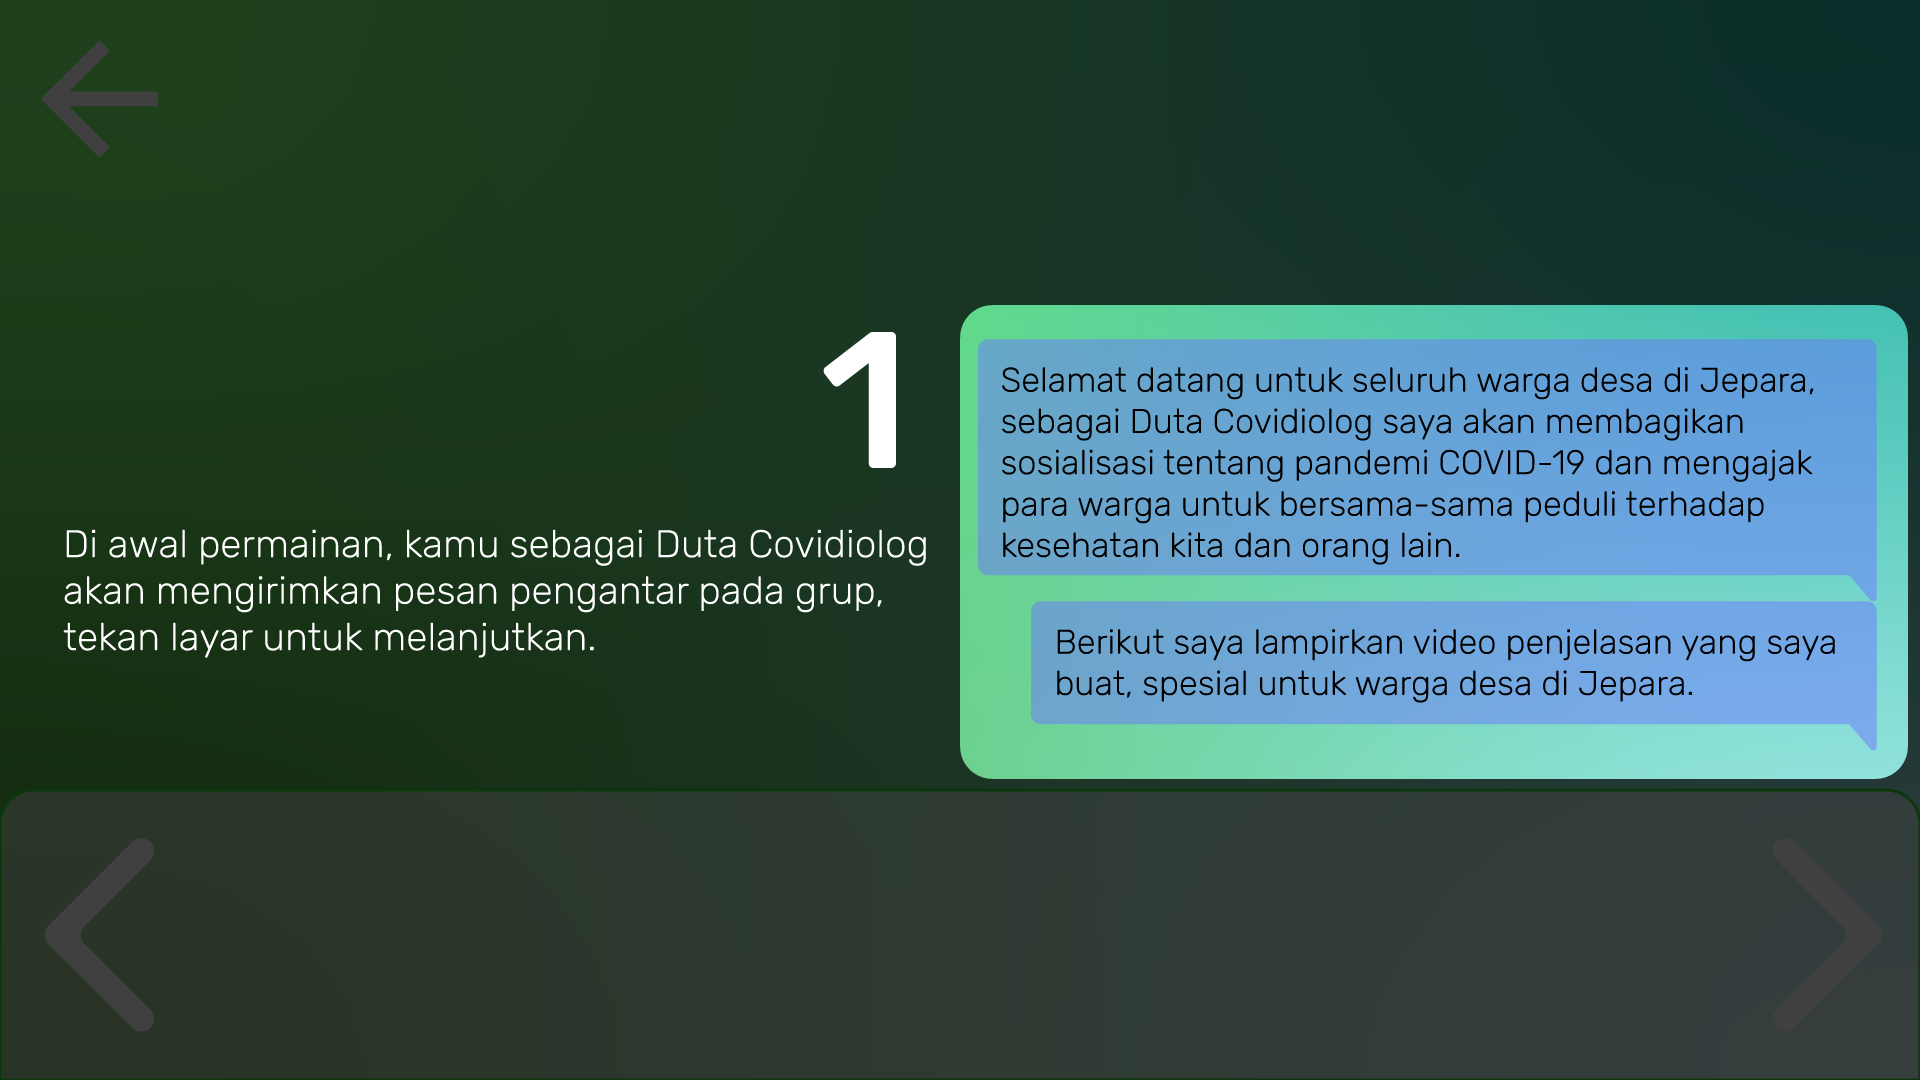 1
Di awal permainan, kamu sebagai Duta Covidiolog
akan mengirimkan pesan pengantar pada grup,
tekan layar untuk melanjutkan.
Selamat datang untuk seluruh warga desa di Jepara,
sebagai Duta Covidiolog saya akan membagikan
sosialisasi tentang pandemi COVID-19 dan mengajak
para warga untuk bersama-sama peduli terhadap
kesehatan kita dan orang lain.
Berikut saya lampirkan video penjelasan yang saya
buat, spesial untuk warga desa di Jepara.